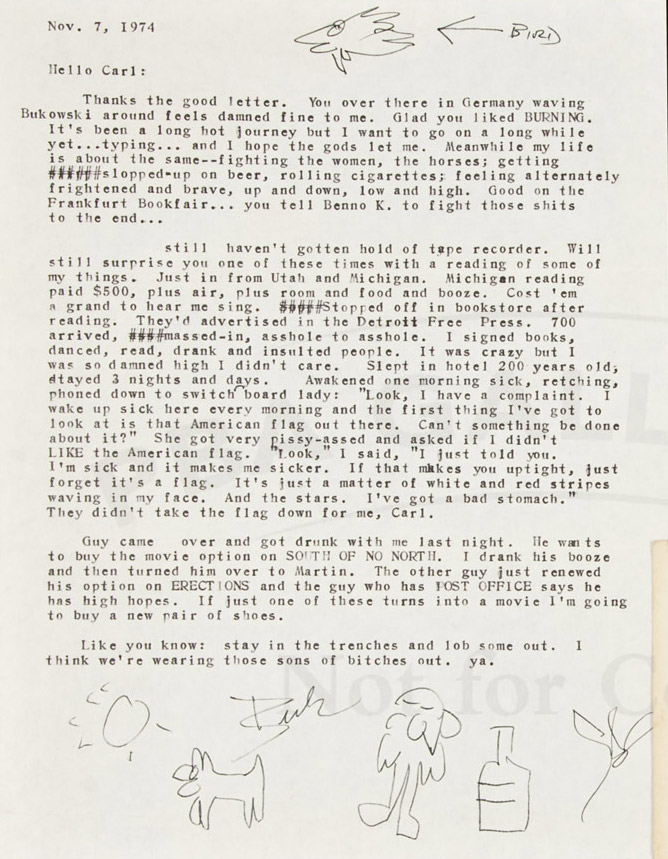 Nov. 7, 1974
BIRD
Hello Carl:
Thanks the good letter. You over there in Germany waving
Bukowski around feels damned fine to me. Glad you liked BURNING.
It's been a long hot journey but I want to go on a long while
yet...typing... and I hope the gods let me. Meanwhile my life
is about the same--fighting the women, the horses; getting
######slopped-up on beer, rolling cigarettes; feeling alternately
frightened and brave, up and down, low and high. Good on the
Frankfurt Bookfair... you tell Benno K. to fight those shits
to the end...
still haven't gotten hold of tape recorder. Will
still surprise you one of these times with a reading of some of
my things. Just in from Utah and Michigan. Michigan reading
paid $500, plus air, plus room and food and booze. Cost 'em
a grand to hear me sing. #####Stopped off in bookstore after
reading. They'd advertised in the Detroit Free Press. 700
arrived, ####massed-in, asshole to asshole. I signed books,
danced, read, drank and insulted people. It was crazy but I
was so damned high I didn't care. Slept in hotel 200 years old,
stayed 3 nights and days. Awakened one morning sick, retching,
phoned down to switch board lady: "Look, I have a complaint. I
wake up sick here every morning and the first thing I've got to
look at is that American flag out there. Can't something be done
about it?" She got very pissy-assed and asked if I didn't
LIKE the American flag. "Look," I said, "I just told you.
I'm sick and it makes me sicker. If that makes you uptight, just
forget it's a flag. It's just a matter of white and red stripes
waving in my face. And the stars. I've got a bad stomach."
They didn't take the flag down for me, Carl.
Guy came over and got drunk with me last night. He wants
to buy the movie option on SOUTH OF NO NORTH. I drank his booze
and then turned him over to Martin. The other guy just renewed
his option on ERECTIONS and the guy who has POST OFFICE says he
has high hopes. If just one of these turns into a movie I'm going
to buy a new pair of shoes.
Like you know: stay in the trenches and lob some out. I
think we're wearing those sons of bitches out. ya.
Buk
Not for C